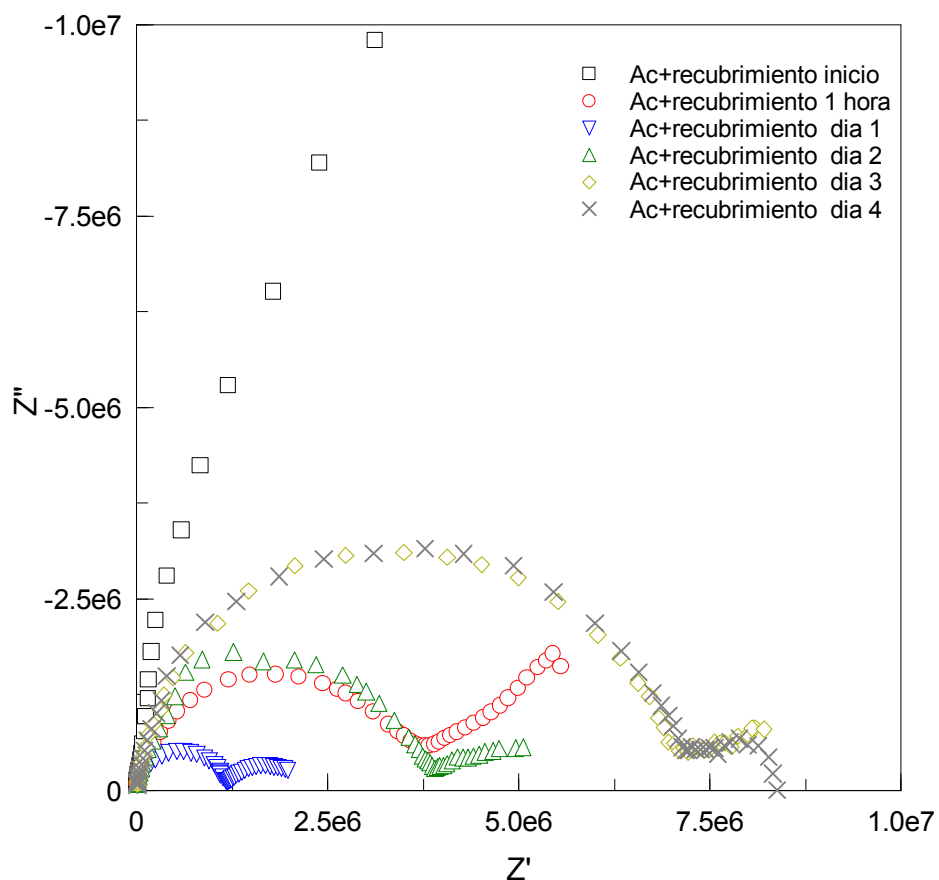 -1.0e7
Ac+recubrimiento inicio
Ac+recubrimiento 1 hora
Ac+recubrimiento dia 1
Ac+recubrimiento dia 2
Ac+recubrimiento dia 3
Ac+recubrimiento dia 4
-7.5e6
Z''
-5.0e6
-2.5e6
0
0 2.5e6 5.0e6 7.5e6 1.0e7
Z'